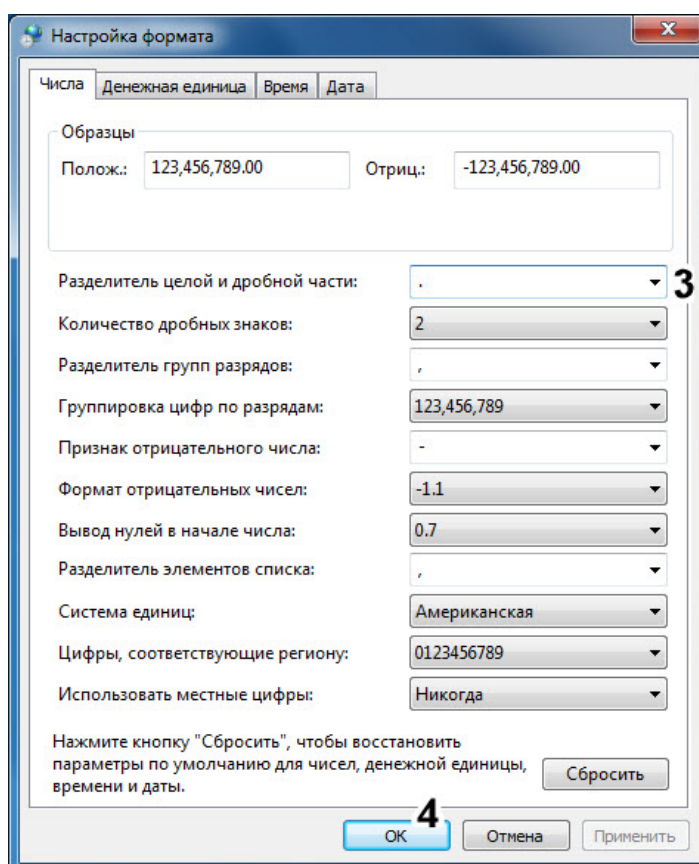 Настройка формата
x
Числа Денежная единица Время Дата
Образцы
Полож.: 123,456,789.00 Отриц.: -123,456,789.00
Разделитель целой и дробной части: . 3
Количество дробных знаков: 2
Разделитель групп разрядов: ,
Группировка цифр по разрядам: 123,456,789
Признак отрицательного числа: -
Формат отрицательных чисел: -1.1
Вывод нулей в начале числа: 0.7
Разделитель элементов списка: ,
Система единиц: Американская
Цифры, соответствующие региону: 0123456789
Использовать местные цифры: Никогда
Нажмите кнопку "Сбросить", чтобы восстановить
параметры по умолчанию для чисел, денежной единицы,
времени и даты.
Сбросить
4
ОК Отмена Применить